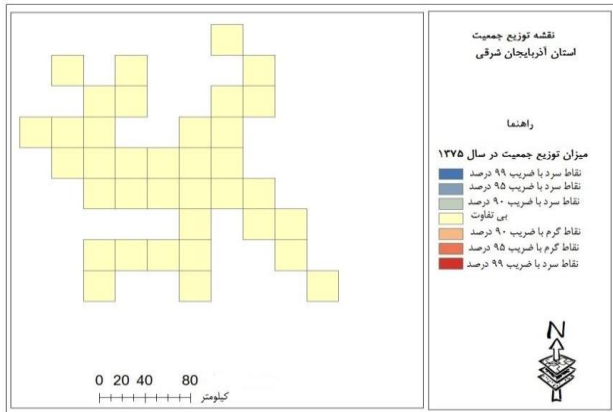 نقشه توزیع جمعیت
استان آذربایجان شرقی
راهنما
میزان توزیع جمعیت در سال ۱۳۷۵
نقاط سرد با ضریب ۹۹ درصد
نقاط سرد با ضریب ۹۵ درصد
نقاط سرد با ضریب ۹۰ درصد
بی تفاوت
نقاط گرم با ضریب ۹۰ درصد
نقاط گرم با ضریب ۹۵ درصد
نقاط سرد با ضریب ۹۹ درصد
N
0 20 40 80
کیلومتر